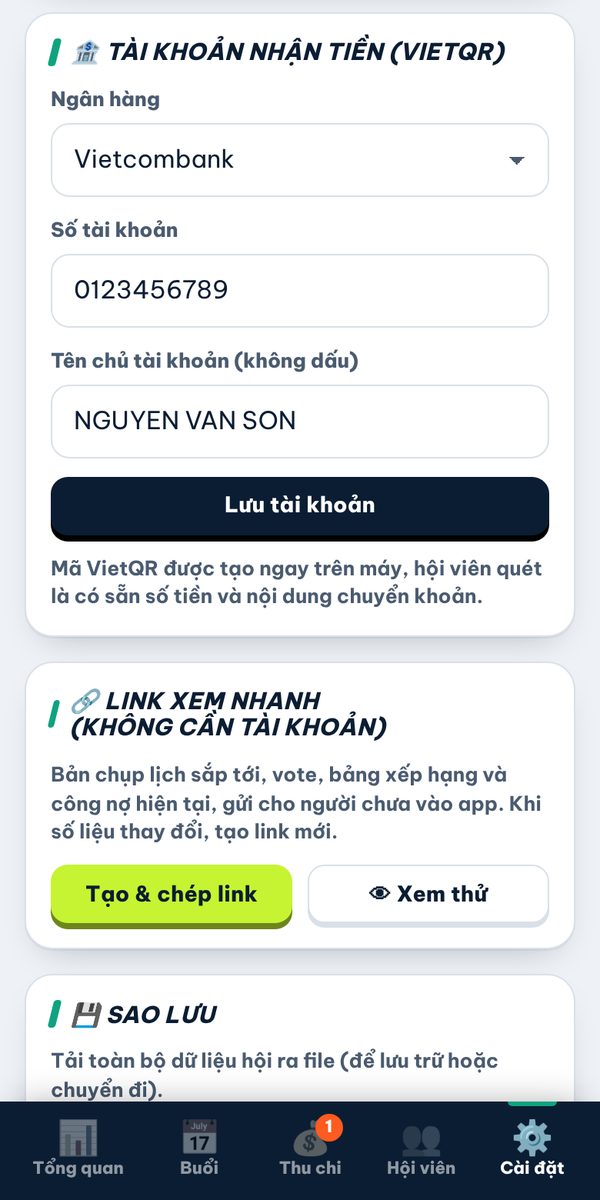 TÀI KHOẢN NHẬN TIỀN (VIETQR)
Ngân hàng
Vietcombank
Số tài khoản
0123456789
Tên chủ tài khoản (không dấu)
NGUYEN VAN SON
Lưu tài khoản
Mã VietQR được tạo ngay trên máy, hội viên quét
là có sẵn số tiền và nội dung chuyển khoản.
LINK XEM NHANH
(KHÔNG CẦN TÀI KHOẢN)
Bản chụp lịch sắp tới, vote, bảng xếp hạng và
công nợ hiện tại, gửi cho người chưa vào app. Khi
số liệu thay đổi, tạo link mới.
Tạo & chép link
Xem thử
SAO LƯU
Tải toàn bộ dữ liệu hội ra file (để lưu trữ hoặc
chuyển đi).
July
17
1
Tổng quan
Buổi
Thu chi
Hội viên
Cài đặt